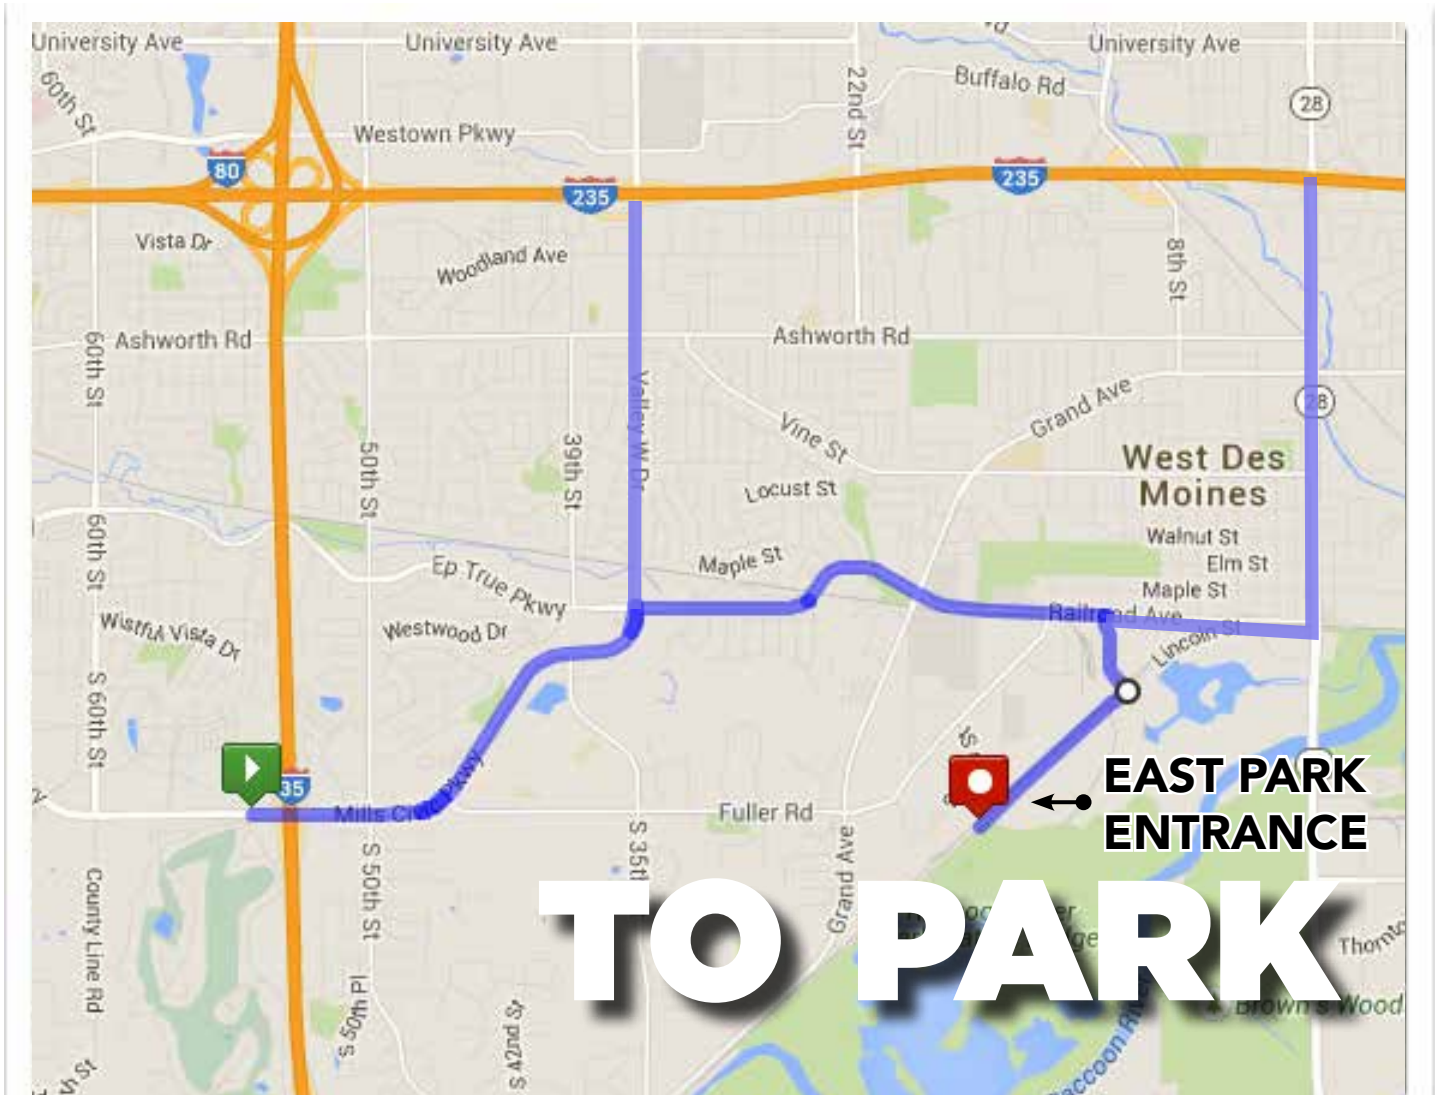 University Ave
University Ave
University Ave
60th St
22nd St
Buffalo Rd
28
Westown Pkwy
80
235
235
Vista Dr
Woodland Ave
8th St
60th St
Ashworth Rd
Ashworth Rd
Valley W Dr
28
Grand Ave
Vine St
50th St
39th St
West Des
Moines
Locust St
60th St
Walnut St
Maple St
Elm St
Ep True Pkwy
Maple St
Railroad Ave
Wistful Vista Dr
Westwood Dr
Lincoln St
S 60th St
35
Mills Civic Pkwy
Fuller Rd
EAST PARK
ENTRANCE
S 50th St
Grand Ave
County Line Rd
TO PARK
S 50th Pl
S 42nd St
Brown's Wood